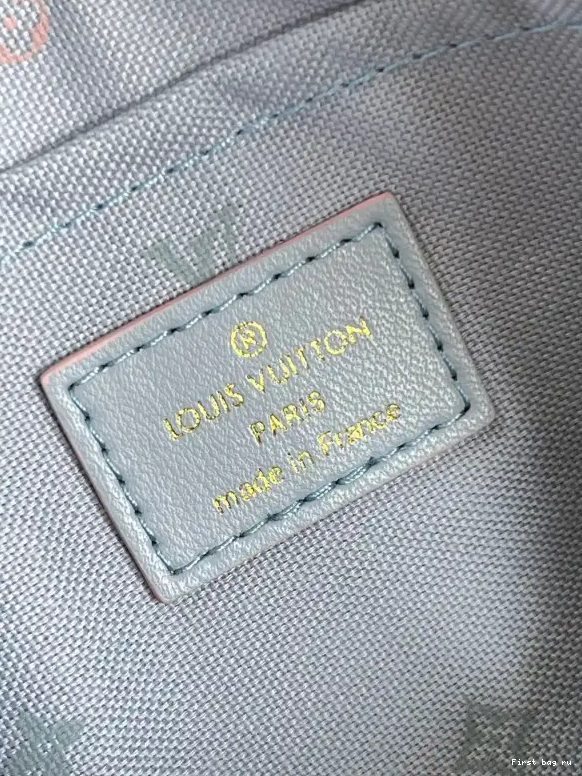 ®
LOUIS VUITTON
PARIS
made in France
First bag ru